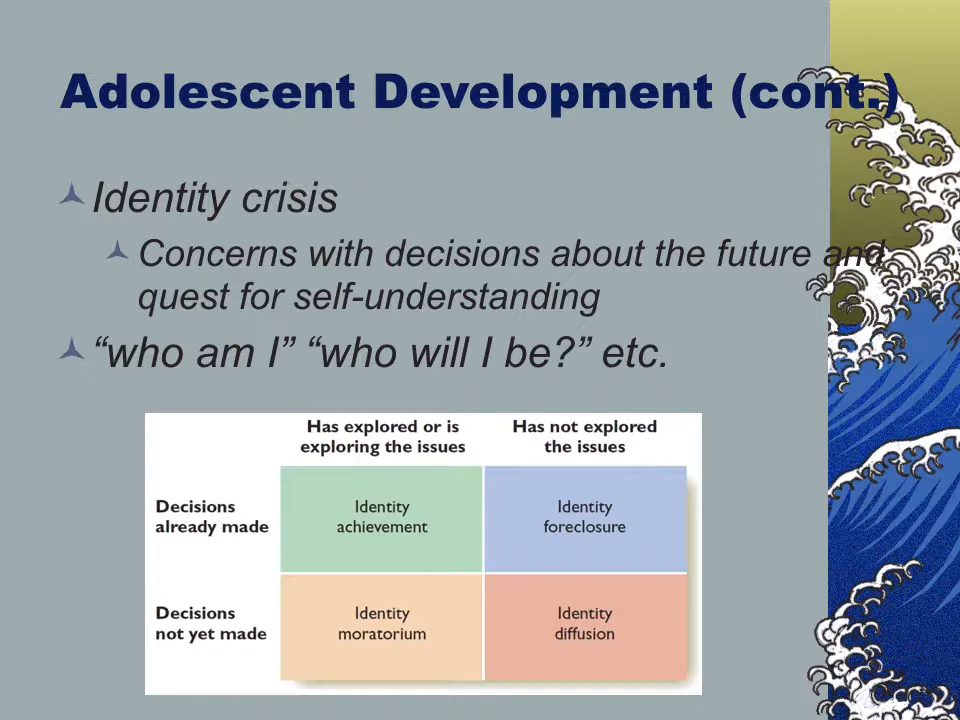 Adolescent Development (cont.)
Identity crisis
Concerns with decisions about the future and
quest for self-understanding
“who am I” “who will I be?” etc.
Has explored or is
exploring the issues
Has not explored
the issues
Decisions
already made
Identity
achievement
Identity
foreclosure
Decisions
not yet made
Identity
moratorium
Identity
diffusion